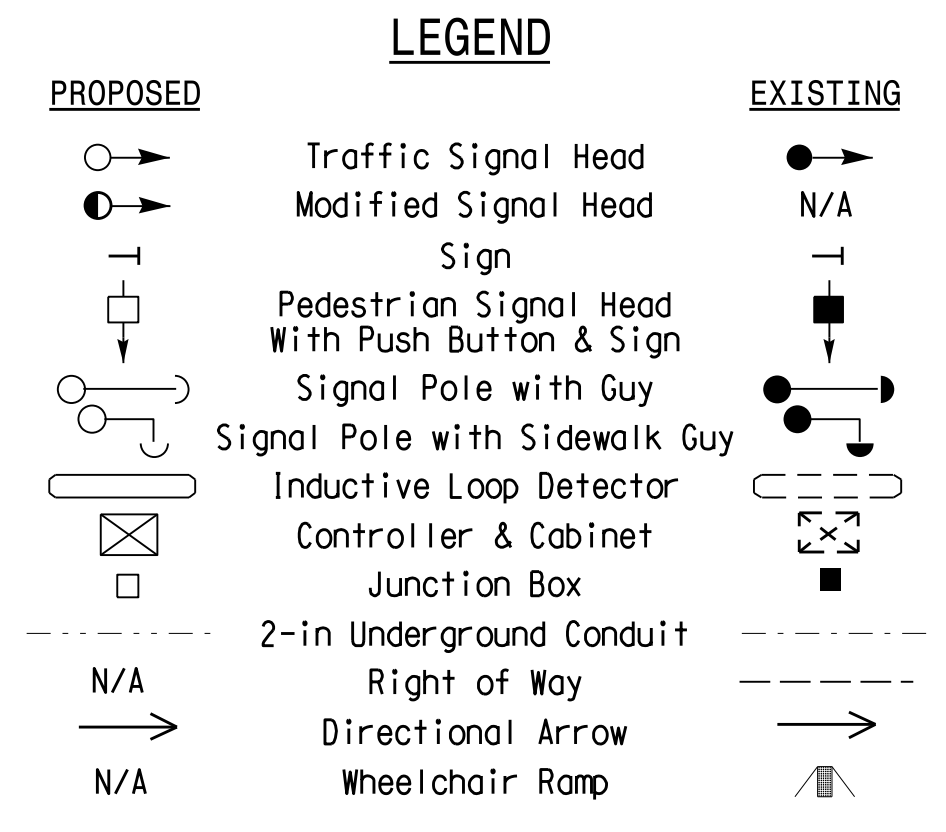 LEGEND
PROPOSED EXISTING
Traffic Signal Head
Modified Signal Head N/A
Sign
Pedestrian Signal Head
With Push Button & Sign
Signal Pole with Guy
Signal Pole with Sidewalk Guy
Inductive Loop Detector
Controller & Cabinet
Junction Box
2-in Underground Conduit
N/A Right of Way
Directional Arrow
N/A Wheelchair Ramp